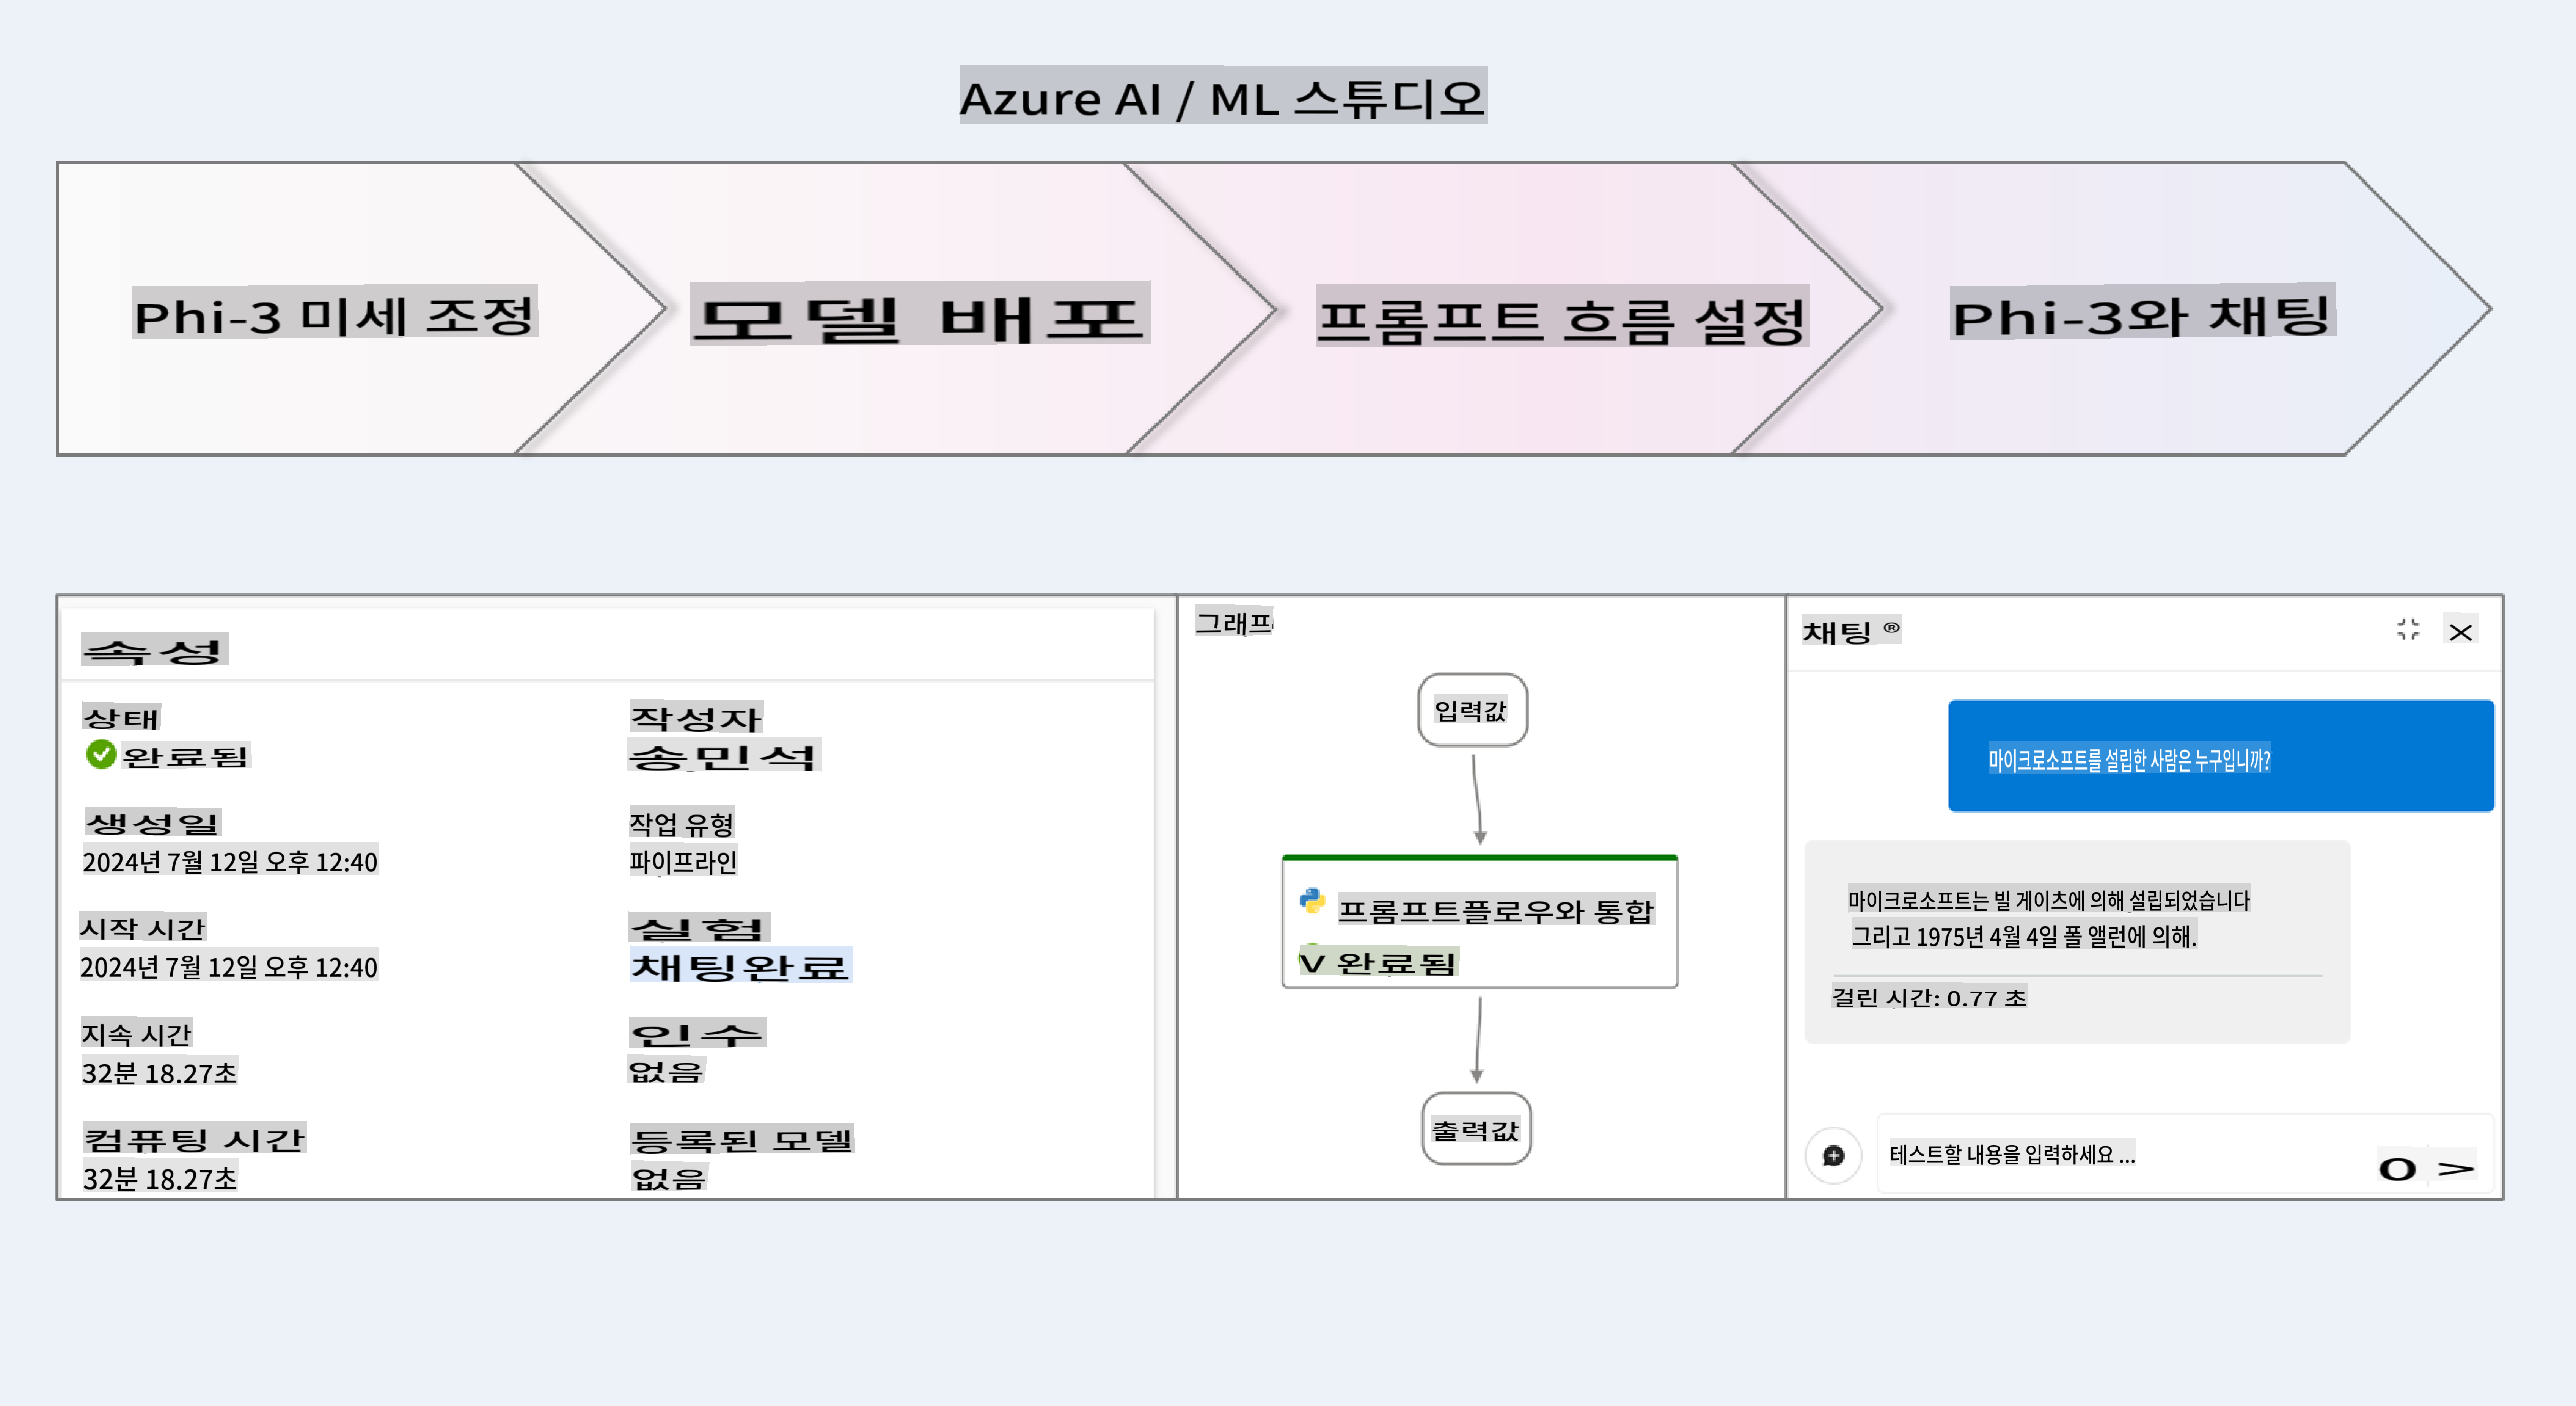 Azure AI / ML 스튜디오
Phi-3 미세 조정
모델 배포
프롬프트 흐름 설정
Phi-3와 채팅
속성
상태
완료됨
생성일
2024년 7월 12일 오후 12:40
시작 시간
2024년 7월 12일 오후 12:40
지속 시간
32분 18.27초
컴퓨팅 시간
32분 18.27초
작성자
송민석
작업 유형
파이프라인
실험
채팅완료
인수
없음
등록된 모델
없음
그래프
입력값
프롬프트플로우와 통합
V 완료됨
출력값
채팅 ®
마이크로소프트를 설립한 사람은 누구입니까?
마이크로소프트는 빌 게이츠에 의해 설립되었습니다
그리고 1975년 4월 4일 폴 앨런에 의해.
걸린 시간: 0.77 초
테스트할 내용을 입력하세요 ...
O >